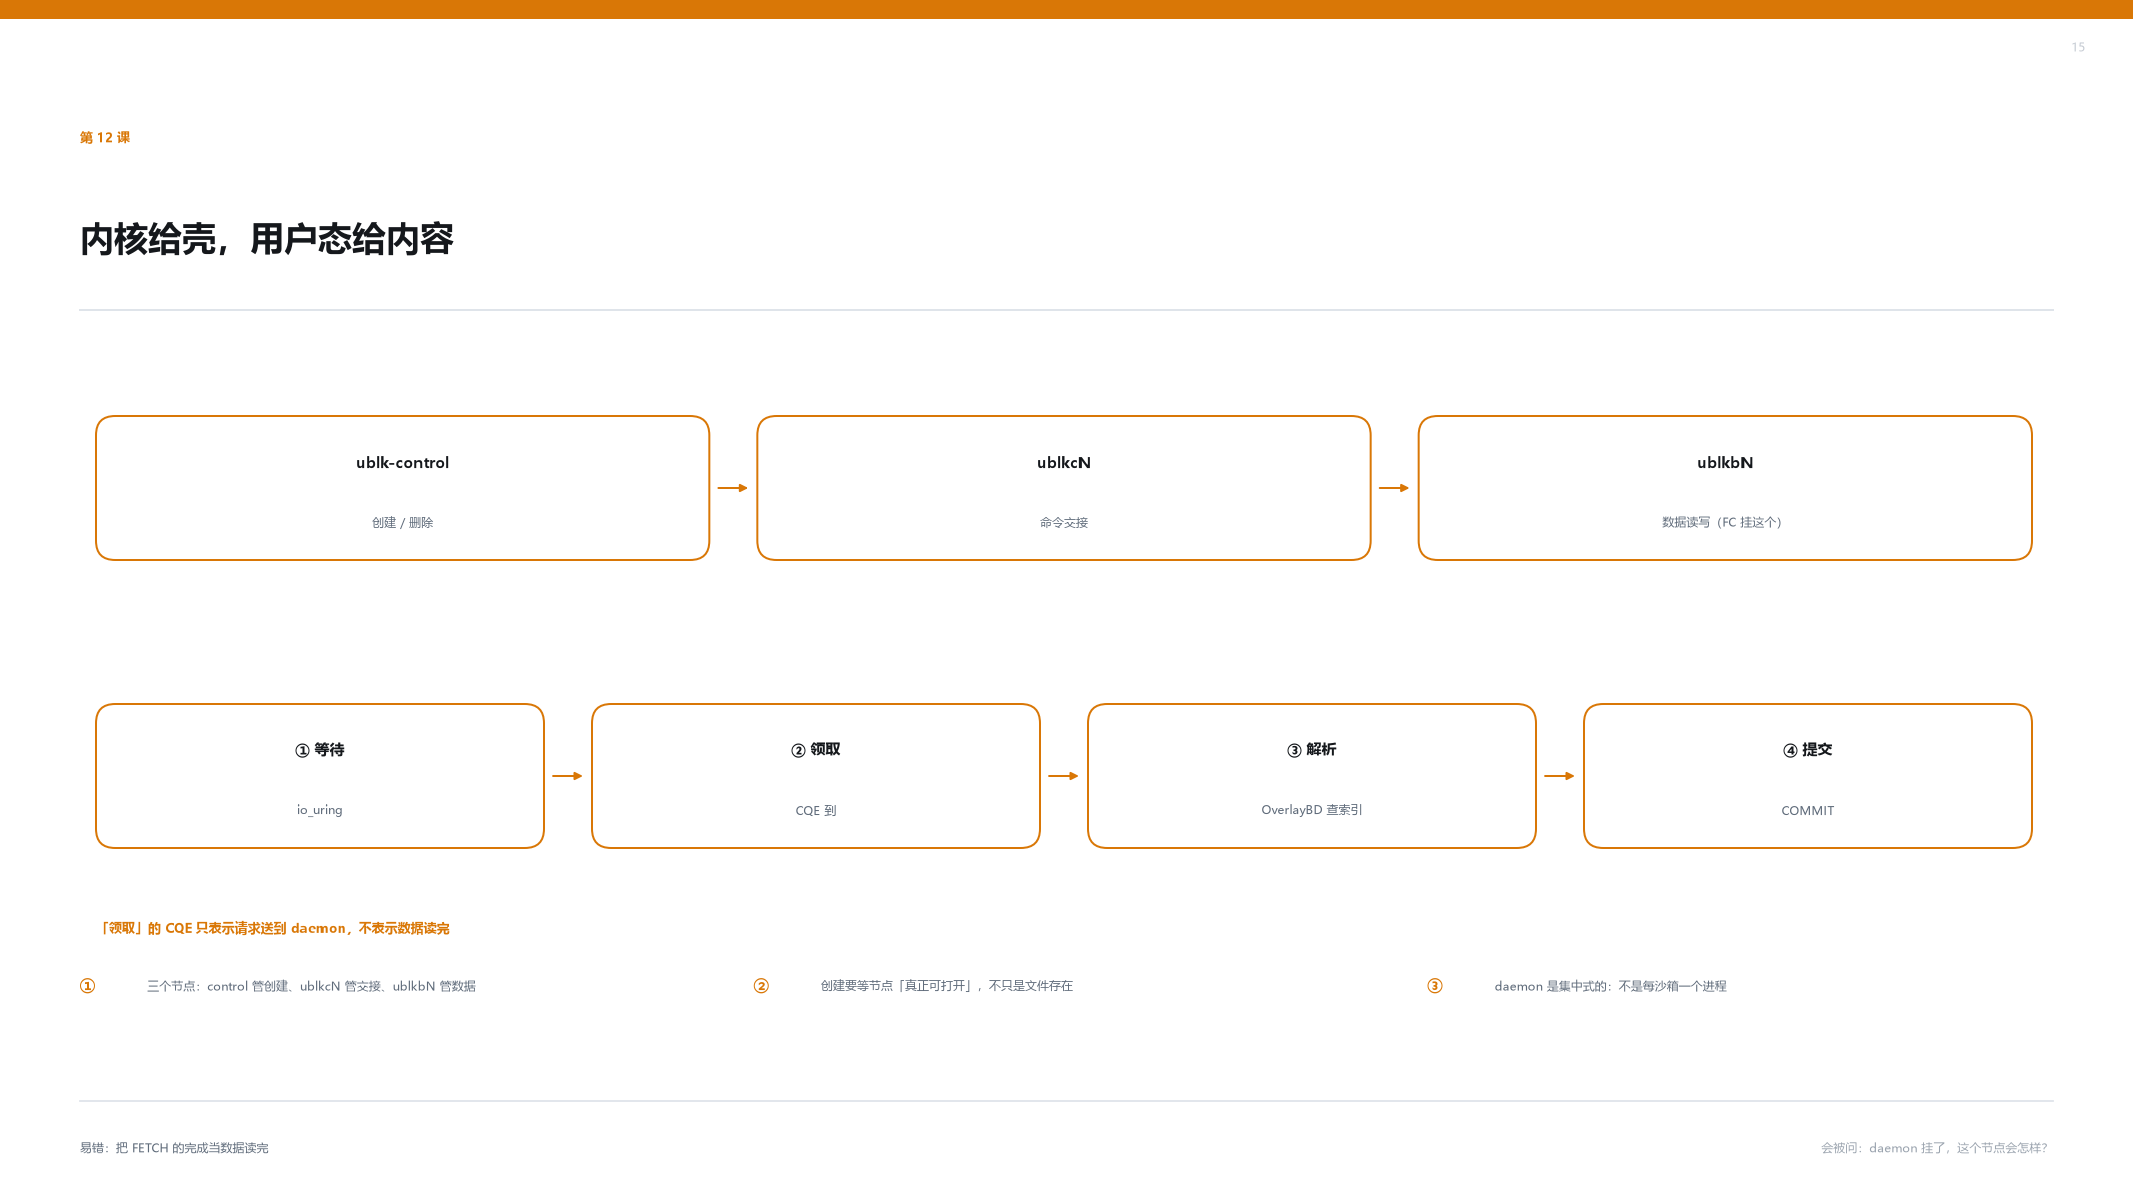 15
第 12 课
内核给壳，用户态给内容
ublk-control
创建 / 删除
ublkcN
命令交接
ublkbN
数据读写（FC 挂这个）
① 等待
io_uring
② 领取
CQE 到
③ 解析
OverlayBD 查索引
④ 提交
COMMIT
「领取」的 CQE 只表示请求送到 daemon，不表示数据读完
① 三个节点：control 管创建、ublkcN 管交接、ublkbN 管数据
② 创建要等节点「真正可打开」，不只是文件存在
③ daemon 是集中式的：不是每沙箱一个进程
易错：把 FETCH 的完成当数据读完
会被问：daemon 挂了，这个节点会怎样？